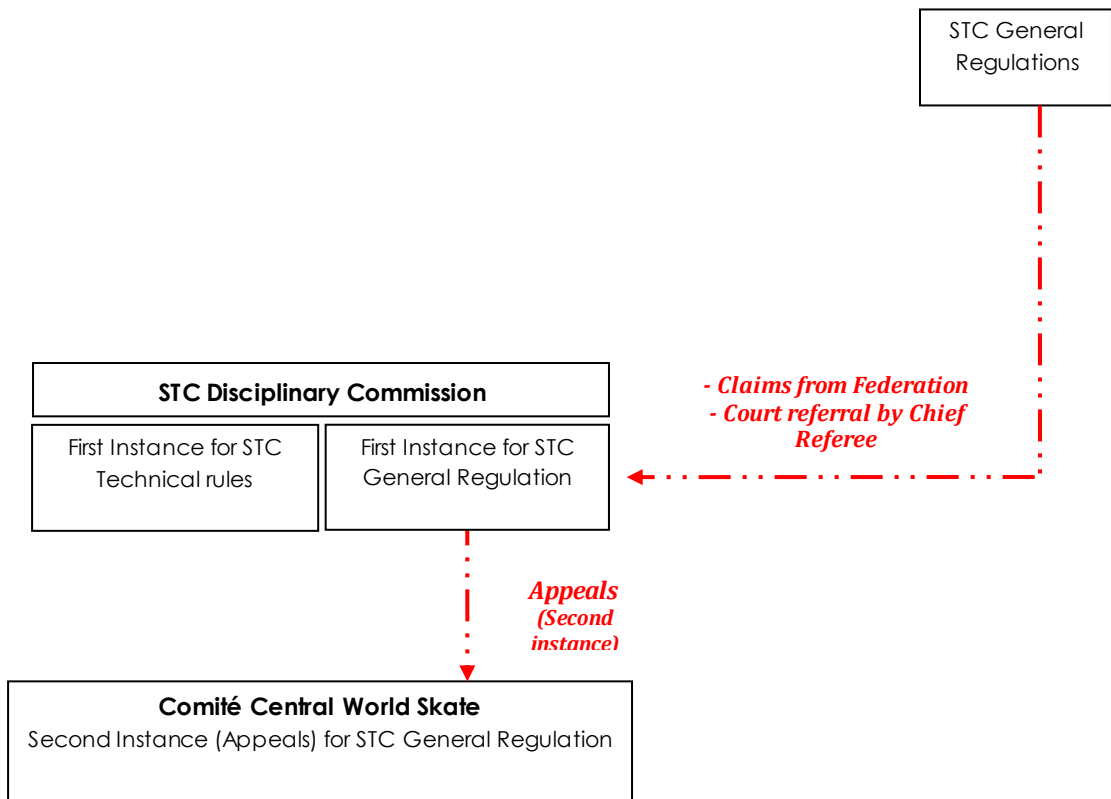 STC General
Regulations
- Claims from Federation
- Court referral by Chief
Referee
STC Disciplinary Commission
First Instance for STC
Technical rules
First Instance for STC
General Regulation
Appeals
(Second
instance)
Comité Central World Skate
Second Instance (Appeals) for STC General Regulation